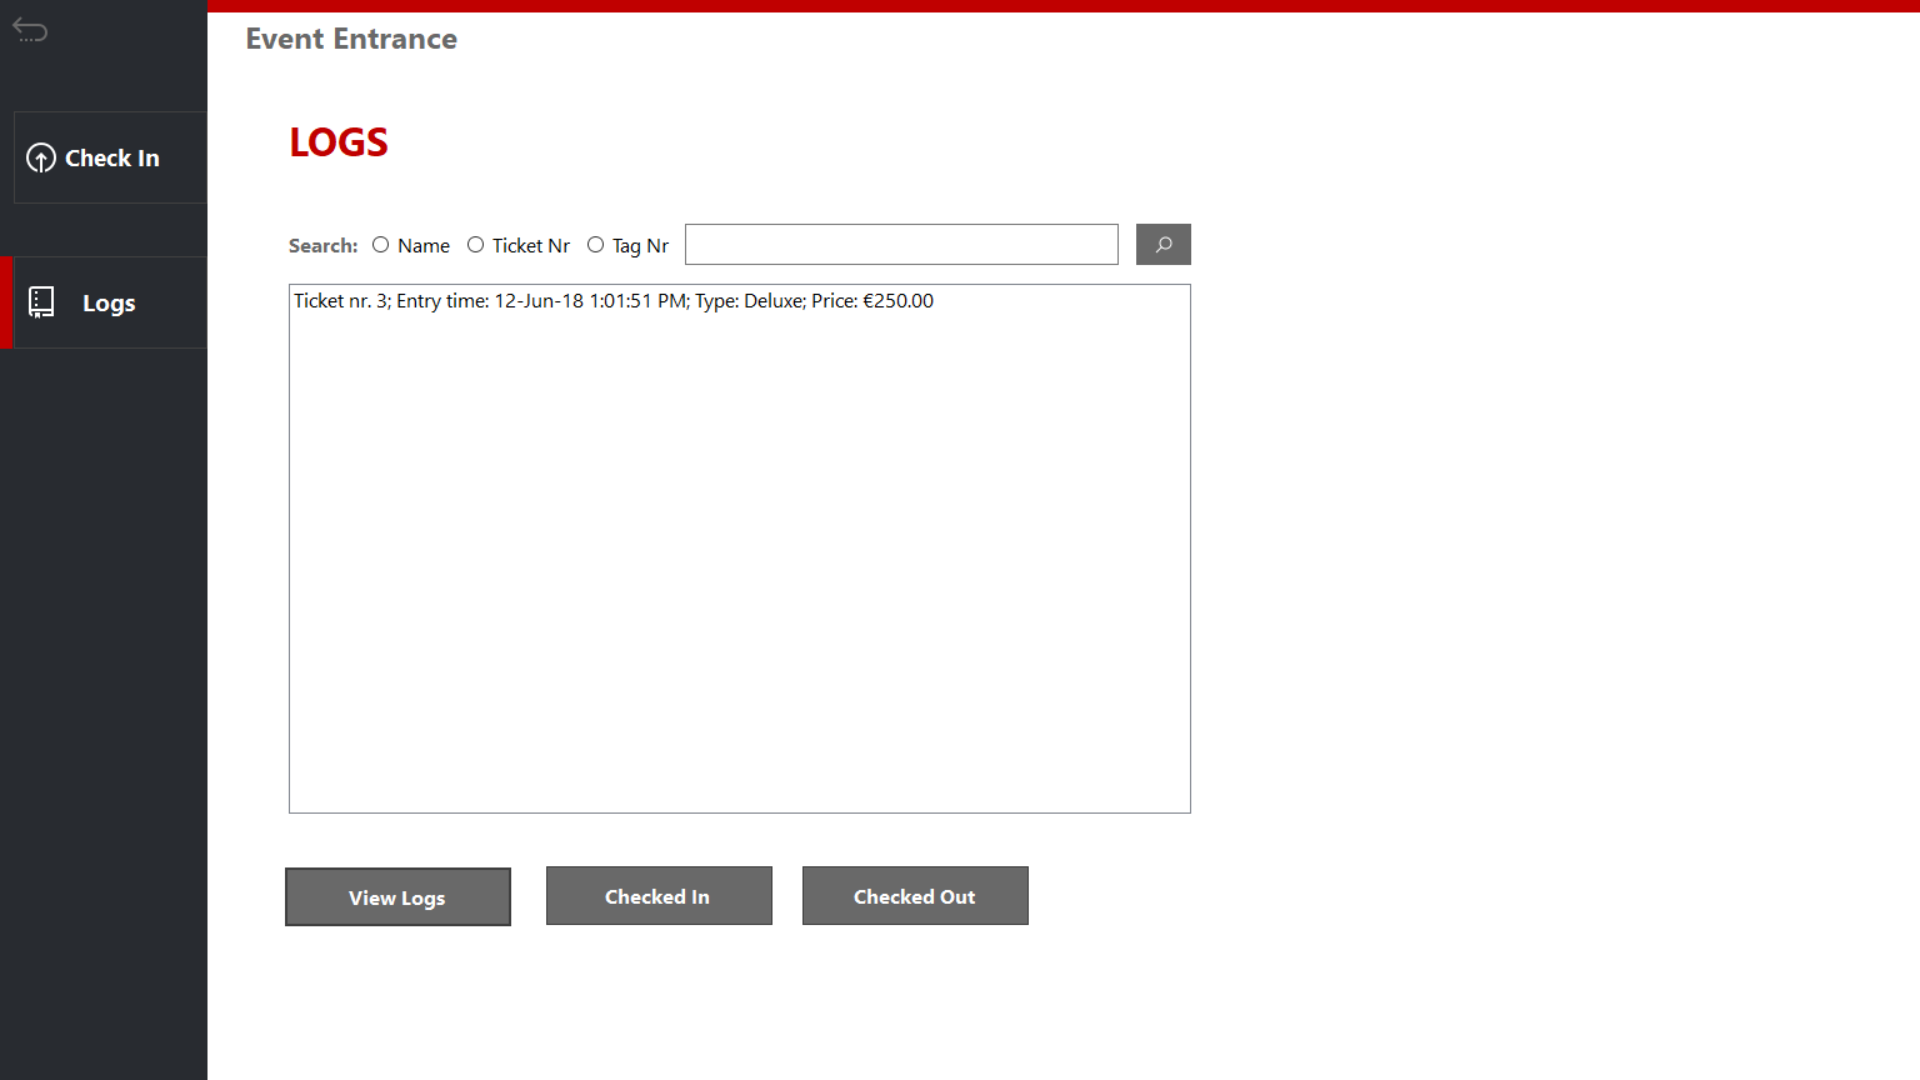 Event Entrance
Check In
Logs
LOGS
Search: Name Ticket Nr Tag Nr
Ticket nr. 3; Entry time: 12-Jun-18 1:01:51 PM; Type: Deluxe; Price: €250.00
View Logs Checked In Checked Out